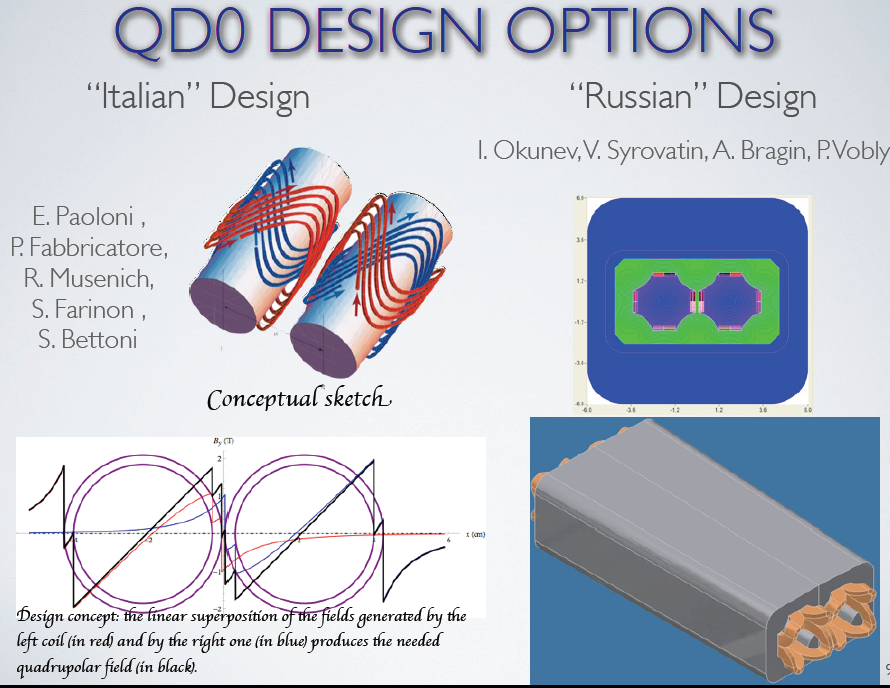 QD0 DESIGN OPTIONS
“Italian” Design
“Russian” Design
I. Okunev, V. Syrovatin, A. Bragin, P. Vobly
E. Paoloni ,
P. Fabbricatore,
R. Musenich,
S. Farinon ,
S. Bettoni
Conceptual sketch
6.0
3.6
1.2
-1.2
-3.6
-6.0
-6.0 -3.6 -1.2 1.2 3.6 6.0
By (T)
2
1
-1
-2
-4 -2 2 4 6 x (cm)
Design concept: the linear superposition of the fields generated by the
left coil (in red) and by the right one (in blue) produces the needed
quadrupolar field (in black).